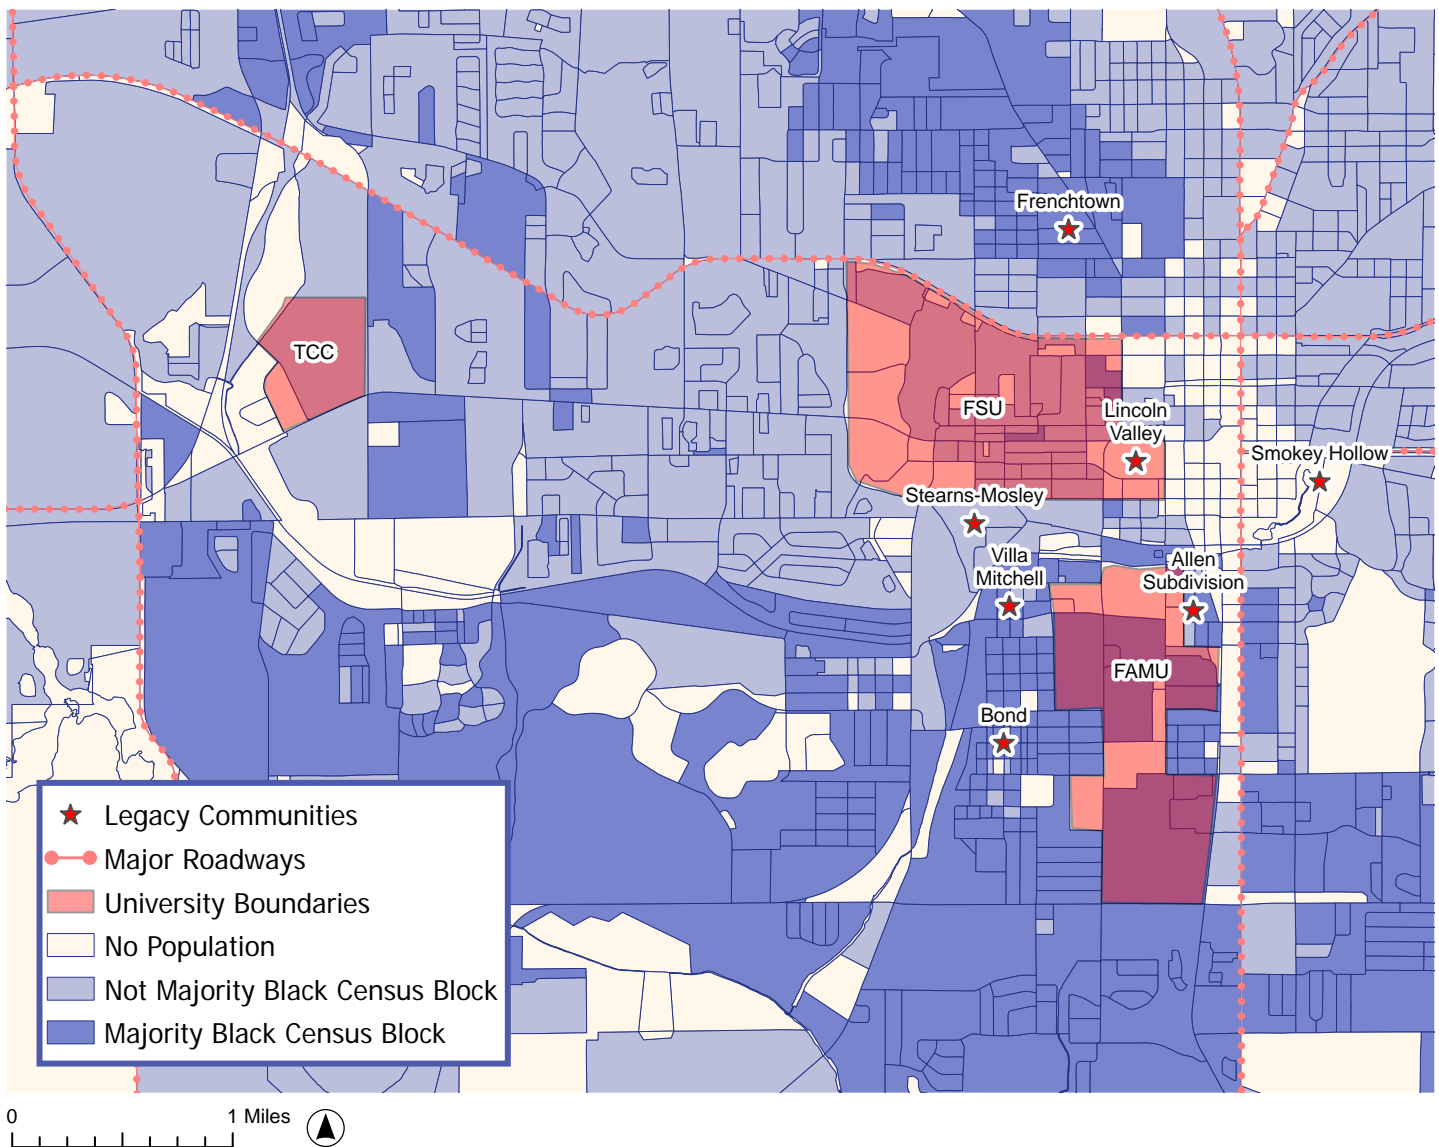 Frenchtown
TCC
FSU
Lincoln
Valley
Smokey Hollow
Stearns-Mosley
Villa
Mitchell
Allen
Subdivision
FAMU
Bond
Legacy Communities
Major Roadways
University Boundaries
No Population
Not Majority Black Census Block
Majority Black Census Block
0 1 Miles